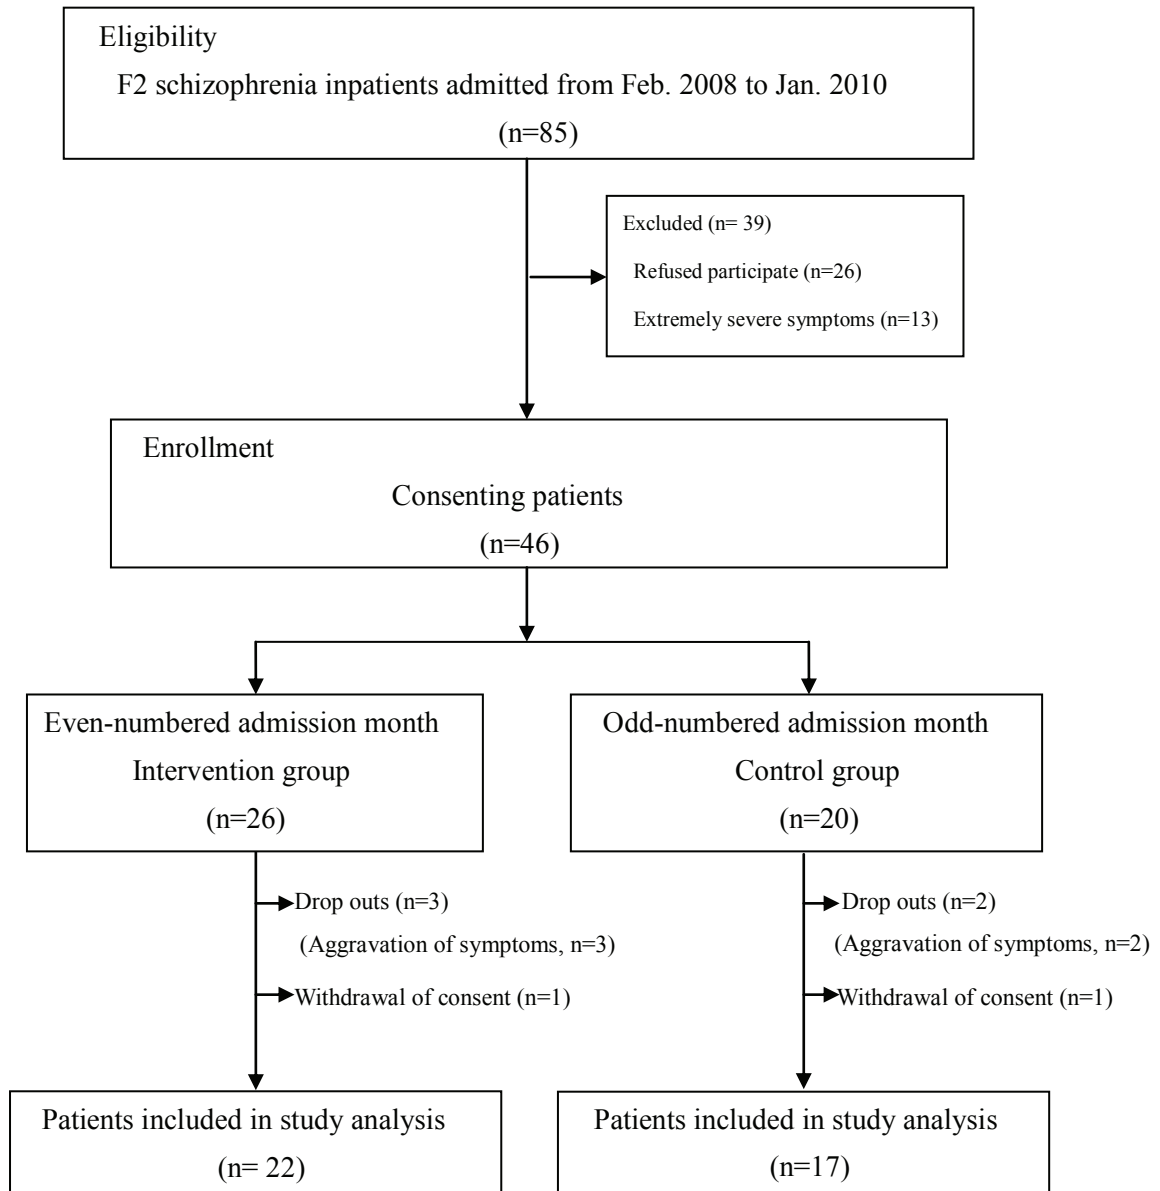 Eligibility
F2 schizophrenia inpatients admitted from Feb. 2008 to Jan. 2010
(n=85)
Excluded (n= 39)
Refused participate (n=26)
Extremely severe symptoms (n=13)
Enrollment
Consenting patients
(n=46)
Even-numbered admission month
Intervention group
(n=26)
Odd-numbered admission month
Control group
(n=20)
Drop outs (n=3)
(Aggravation of symptoms, n=3)
Withdrawal of consent (n=1)
Drop outs (n=2)
(Aggravation of symptoms, n=2)
Withdrawal of consent (n=1)
Patients included in study analysis
(n= 22)
Patients included in study analysis
(n=17)